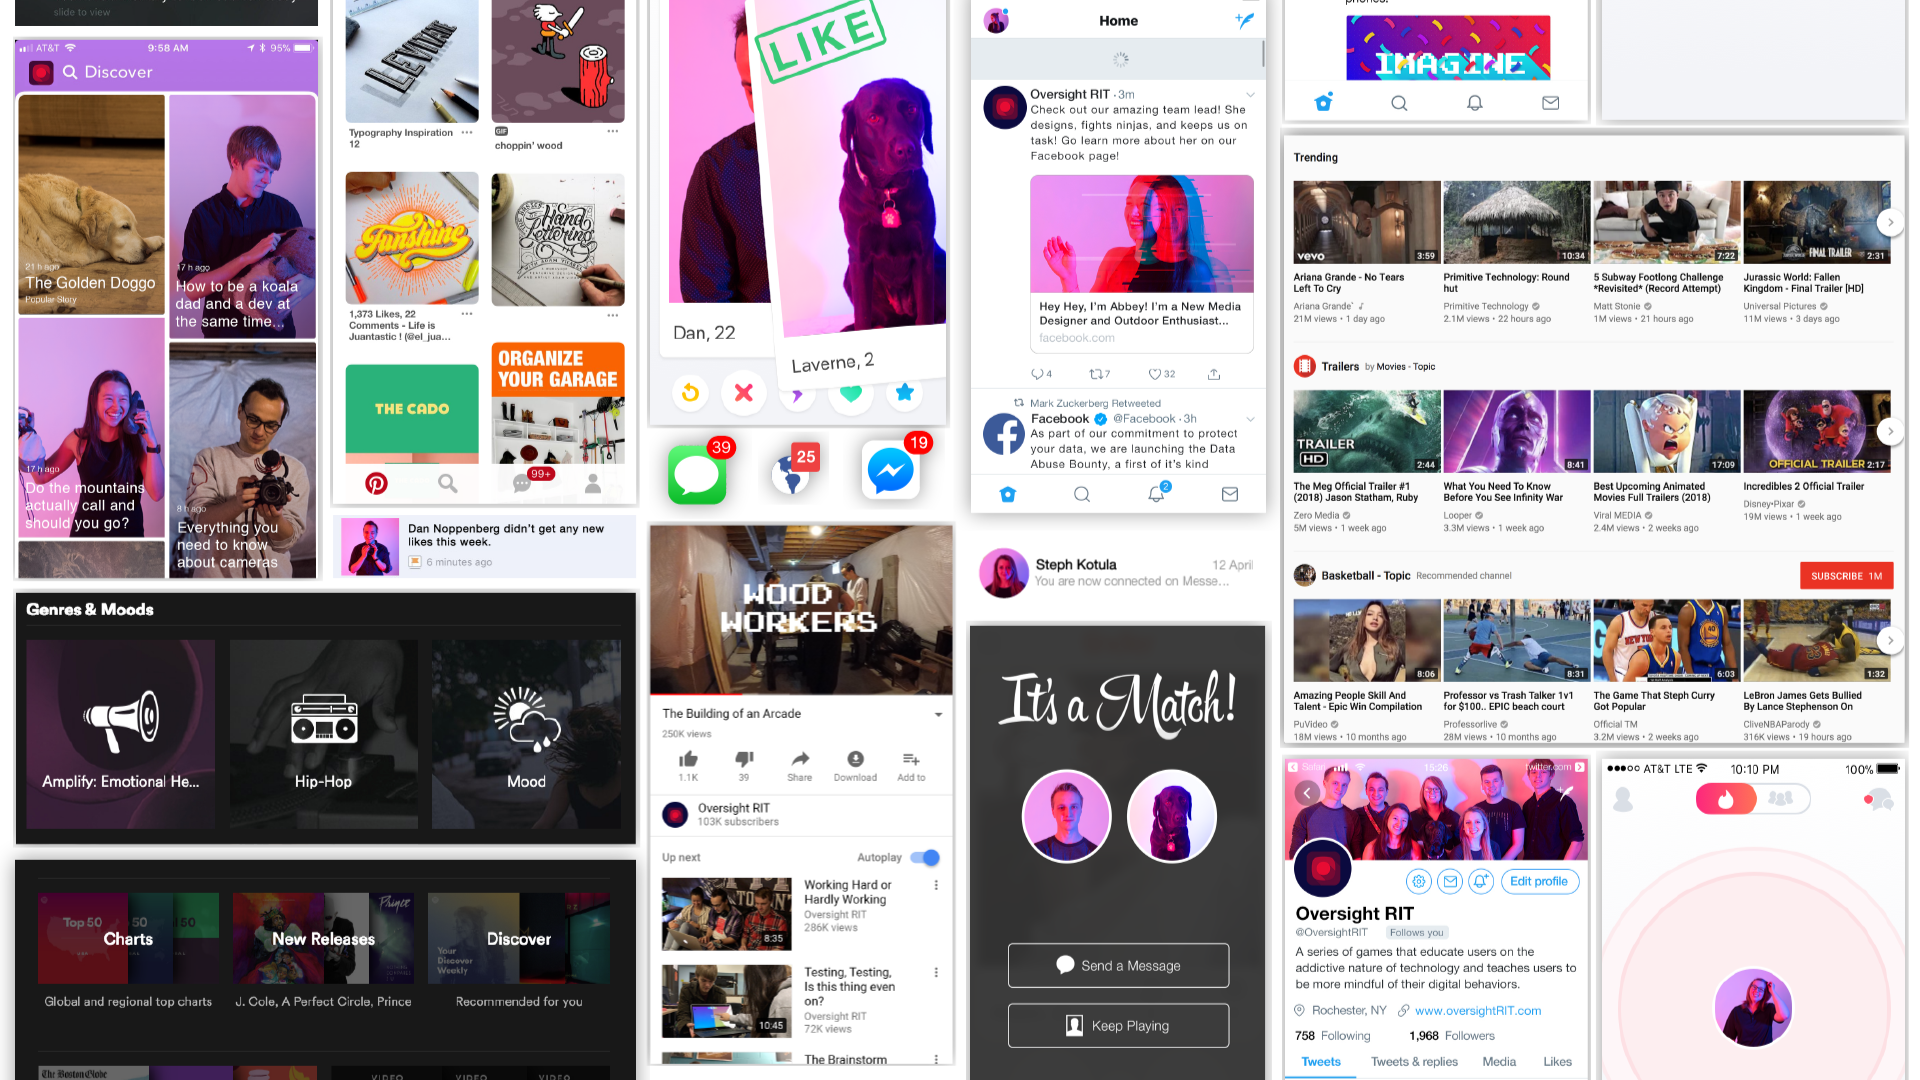 slide to view
AT&T
9:58 AM
95%
Discover
21 h ago
The Golden Doggo
Popular Story
17 h ago
How to be a koala
dad and a dev at
the same time...
17 h ago
Do the mountains
actually call and
should you go?
8 h ago
Everything you
need to know
about cameras
Typography Inspiration
12
GIF
choppin' wood
Funshine
Hand
Lettering
1,373 Likes, 22
Comments - Life is
Juantastic ! (@el_jua...
THE CADO
ORGANIZE
YOUR GARAGE
99+
Dan Noppenberg didn't get any new
likes this week.
6 minutes ago
Genres & Moods
Amplify: Emotional He...
Hip-Hop
Mood
Top 50
Charts
New Releases
Prince
Your
Discover
Weekly
Discover
Global and regional top charts
J. Cole, A Perfect Circle, Prince
Recommended for you
The Boston Globe
VIDEO
VIDEO
VIDEO
LIKE
Dan, 22
Laverne, 2
39
25
19
WOOD
WORKERS
The Building of an Arcade
250K views
1.1K
39
Share
Download
Add to
Oversight RIT
103K subscribers
Up next
Autoplay
8:35
Working Hard or
Hardly Working
Oversight RIT
286K views
10:45
Testing, Testing,
Is this thing even
on?
Oversight RIT
72K views
The Brainstorm
Home
Oversight RIT · 3m
Check out our amazing team lead! She
designs, fights ninjas, and keeps us on
task! Go learn more about her on our
Facebook page!
Hey Hey, I'm Abbey! I'm a New Media
Designer and Outdoor Enthusiast...
facebook.com
4
7
32
Mark Zuckerberg Retweeted
Facebook @Facebook · 3h
As part of our commitment to protect
your data, we are launching the Data
Abuse Bounty, a first of it's kind
2
Steph Kotula
12 April
You are now connected on Messe...
It's a Match!
Send a Message
Keep Playing
phones.
IMAGINE
Trending
vevo
3:59
10:34
7:22
FINAL TRAILER
2:31
Ariana Grande - No Tears
Left To Cry
Ariana Grande
21M views • 1 day ago
Primitive Technology: Round
hut
Primitive Technology
2.1M views • 22 hours ago
5 Subway Footlong Challenge
*Revisited* (Record Attempt)
Matt Stonie
1M views • 21 hours ago
Jurassic World: Fallen
Kingdom - Final Trailer [HD]
Universal Pictures
11M views • 3 days ago
Trailers by Movies - Topic
TRAILER
HD
2:44
8:41
17:09
OFFICIAL TRAILER
2:17
The Meg Official Trailer #1
(2018) Jason Statham, Ruby
Zero Media
5M views • 1 week ago
What You Need To Know
Before You See Infinity War
Looper
3.3M views • 1 week ago
Best Upcoming Animated
Movies Full Trailers (2018)
Viral MEDIA
2.4M views • 2 weeks ago
Incredibles 2 Official Trailer
Disney•Pixar
19M views • 1 week ago
Basketball - Topic Recommended channel
SUBSCRIBE 1M
8:06
8:31
NEW YORK
40
30
6:03
1:32
Amazing People Skill And
Talent - Epic Win Compilation
PuVideo
18M views • 10 months ago
Professor vs Trash Talker 1v1
for $100.. EPIC beach court
Professorlive
28M views • 10 months ago
The Game That Steph Curry
Got Popular
Official TM
3.2M views • 2 weeks ago
LeBron James Gets Bullied
By Lance Stephenson On
CliveNBAParody
316K views • 19 hours ago
Safari
15:26
twitter.com
Edit profile
Oversight RIT
@OversightRIT
Follows you
A series of games that educate users on the
addictive nature of technology and teaches users to
be more mindful of their digital behaviors.
Rochester, NY
www.oversightRIT.com
758 Following
1,968 Followers
Tweets
Tweets & replies
Media
Likes
AT&T LTE
10:10 PM
100%